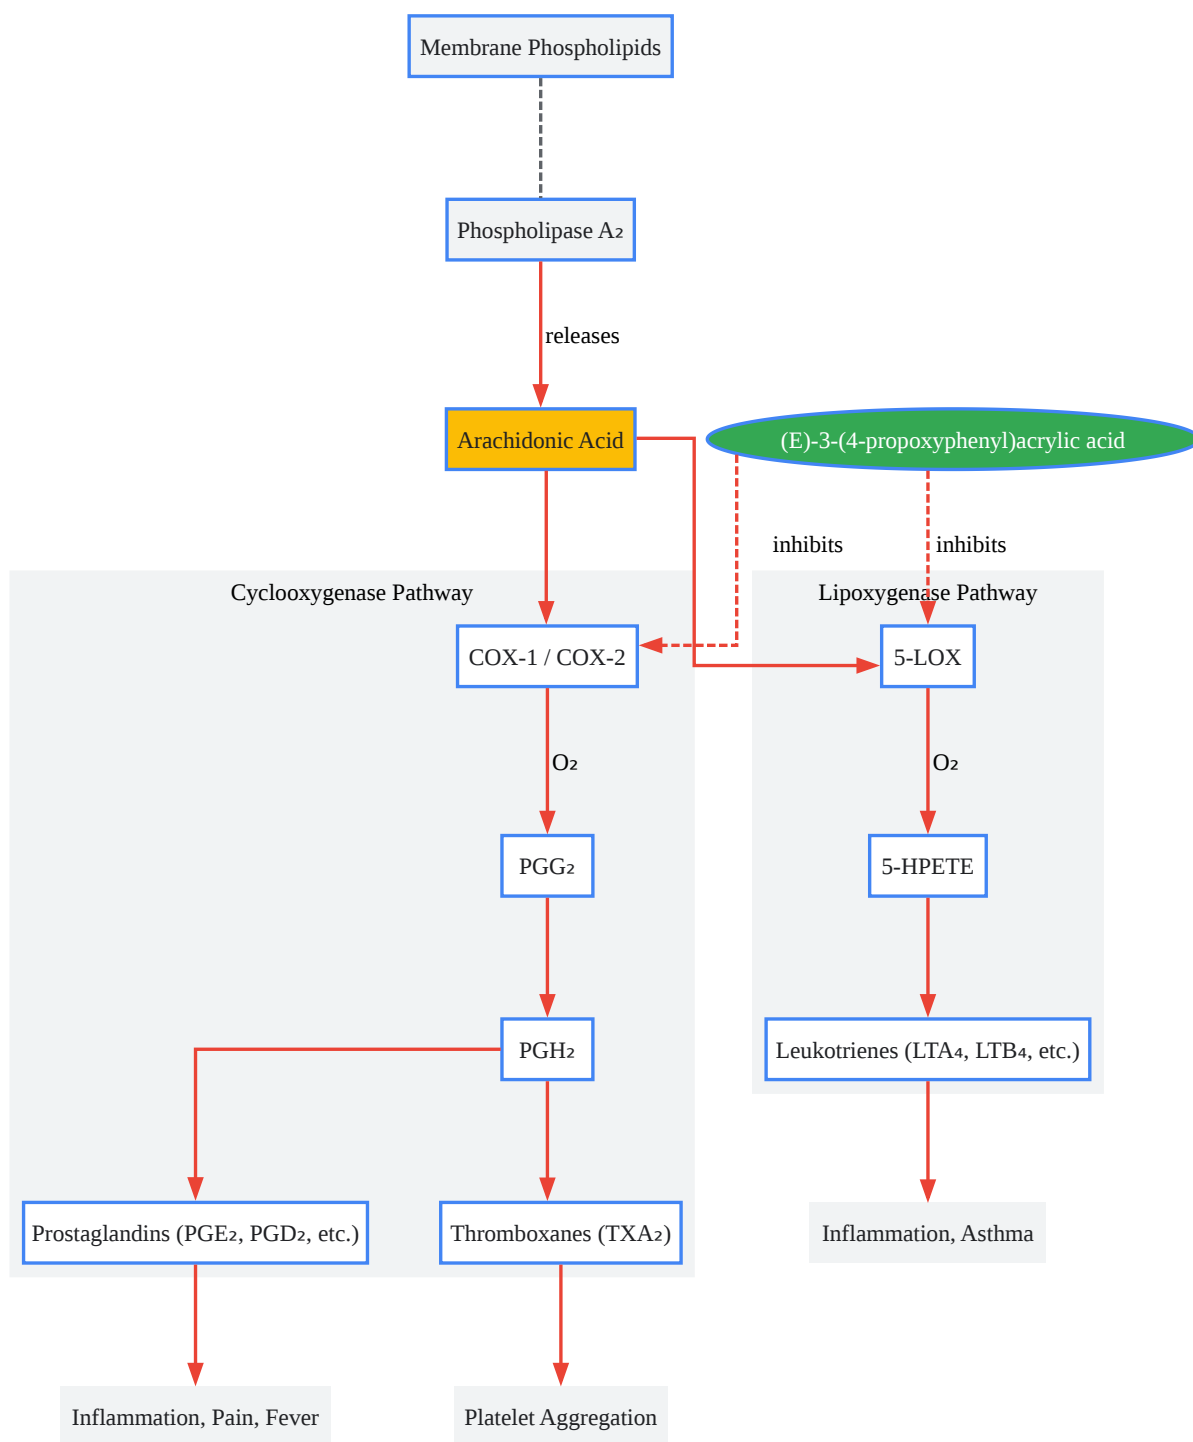 Membrane Phospholipids
Phospholipase A₂
releases
Arachidonic Acid
(E)-3-(4-propoxyphenyl)acrylic acid
inhibits
inhibits
Cyclooxygenase Pathway
Lipoxygenase Pathway
COX-1 / COX-2
5-LOX
O₂
O₂
PGG₂
5-HPETE
PGH₂
Leukotrienes (LTA₄, LTB₄, etc.)
Prostaglandins (PGE₂, PGD₂, etc.)
Thromboxanes (TXA₂)
Inflammation, Asthma
Inflammation, Pain, Fever
Platelet Aggregation